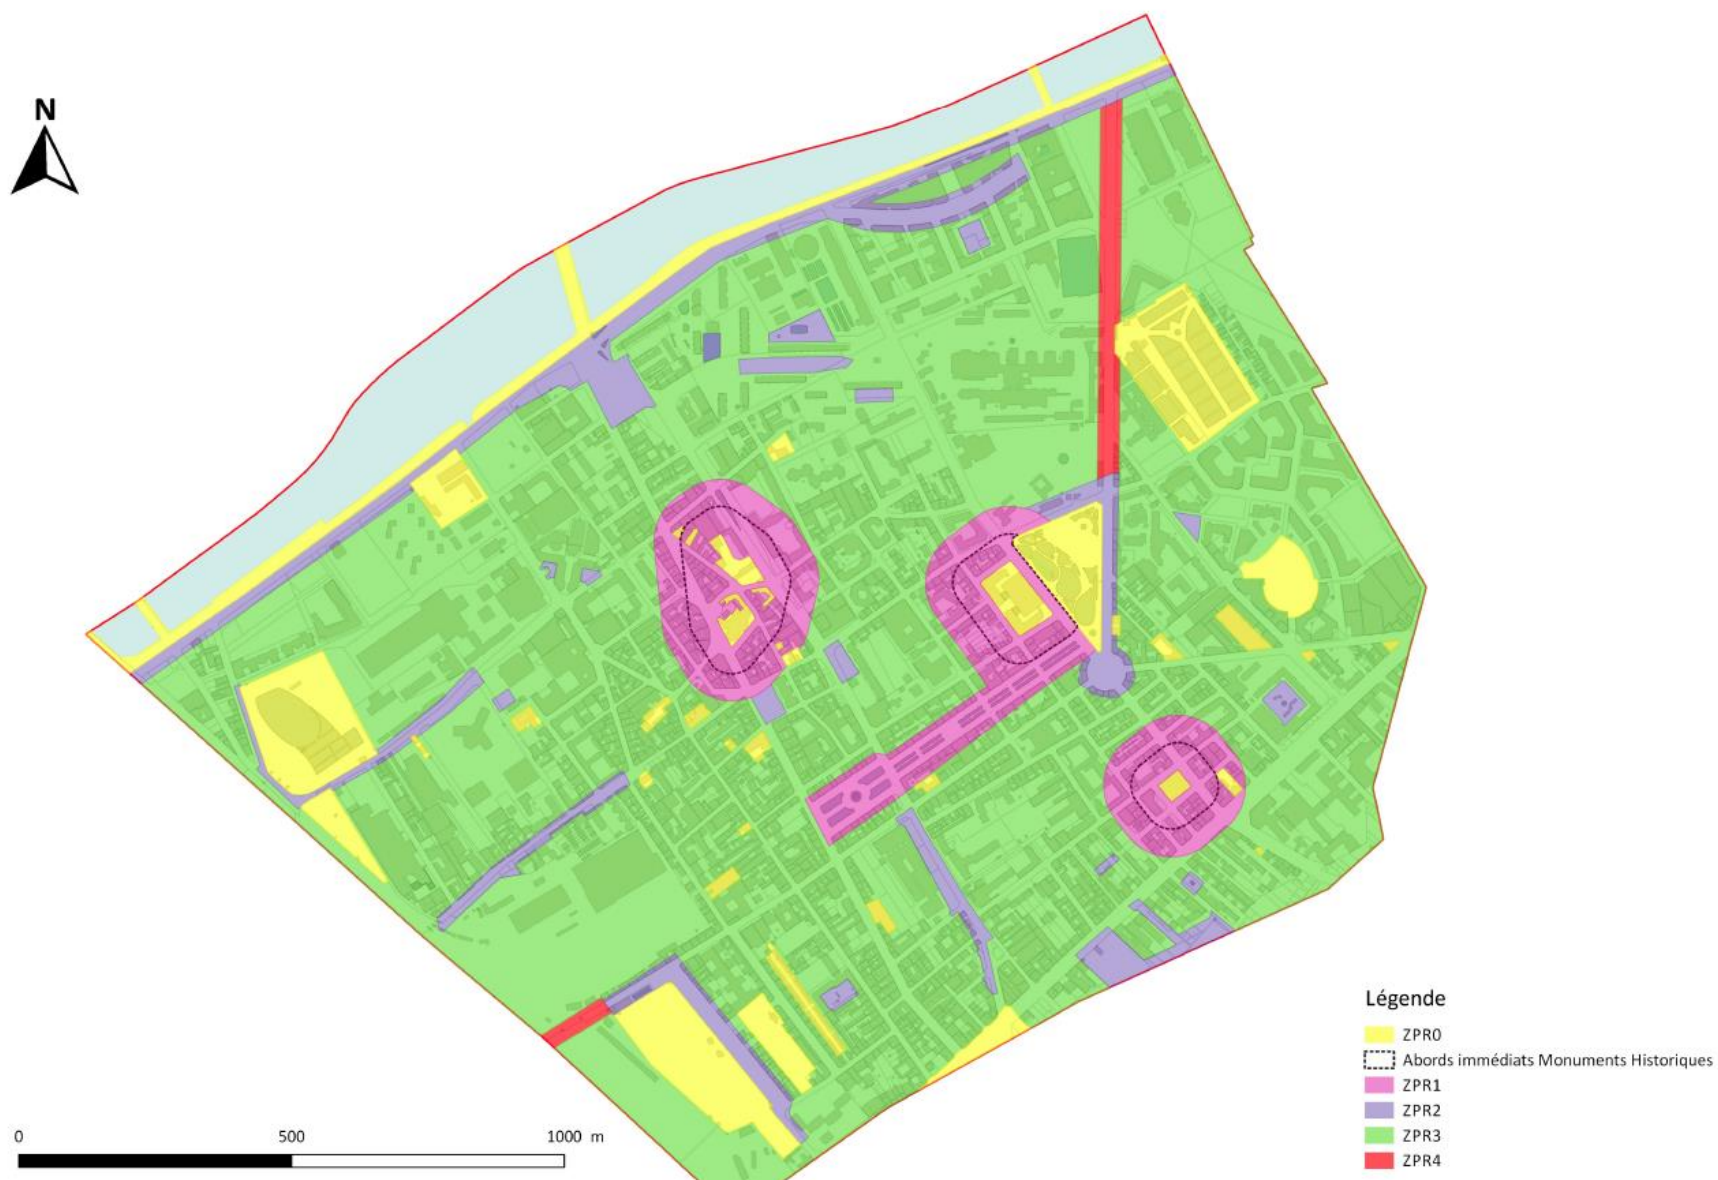 N
Légende
ZPR0
Abords immédiats Monuments Historiques
ZPR1
ZPR2
ZPR3
ZPR4
0 500 1000 m